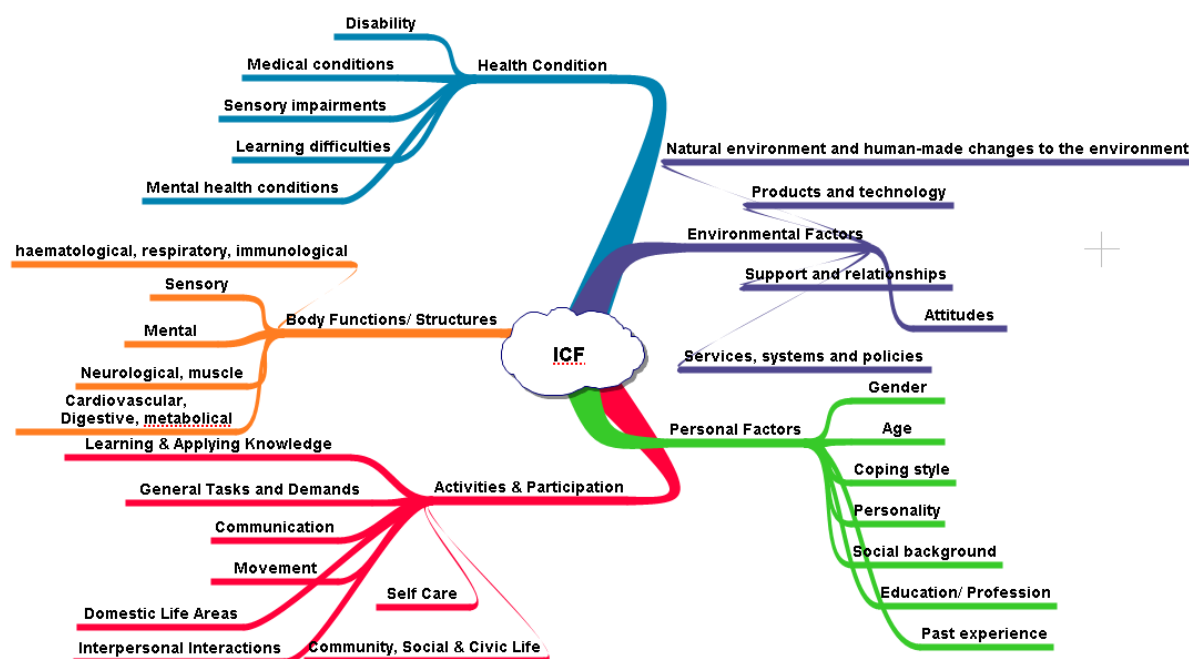 Disability
Health Condition
Medical conditions
Sensory impairments
Learning difficulties
Mental health conditions
Natural environment and human-made changes to the environment
Products and technology
Environmental Factors
Support and relationships
Attitudes
Services, systems and policies
haematological, respiratory, immunological
Sensory
Body Functions/ Structures
Mental
Neurological, muscle
Cardiovascular,
Digestive, metabolical
ICF
Gender
Personal Factors
Age
Coping style
Personality
Social background
Education/ Profession
Past experience
Learning & Applying Knowledge
Activities & Participation
General Tasks and Demands
Communication
Movement
Self Care
Domestic Life Areas
Interpersonal Interactions
Community, Social & Civic Life